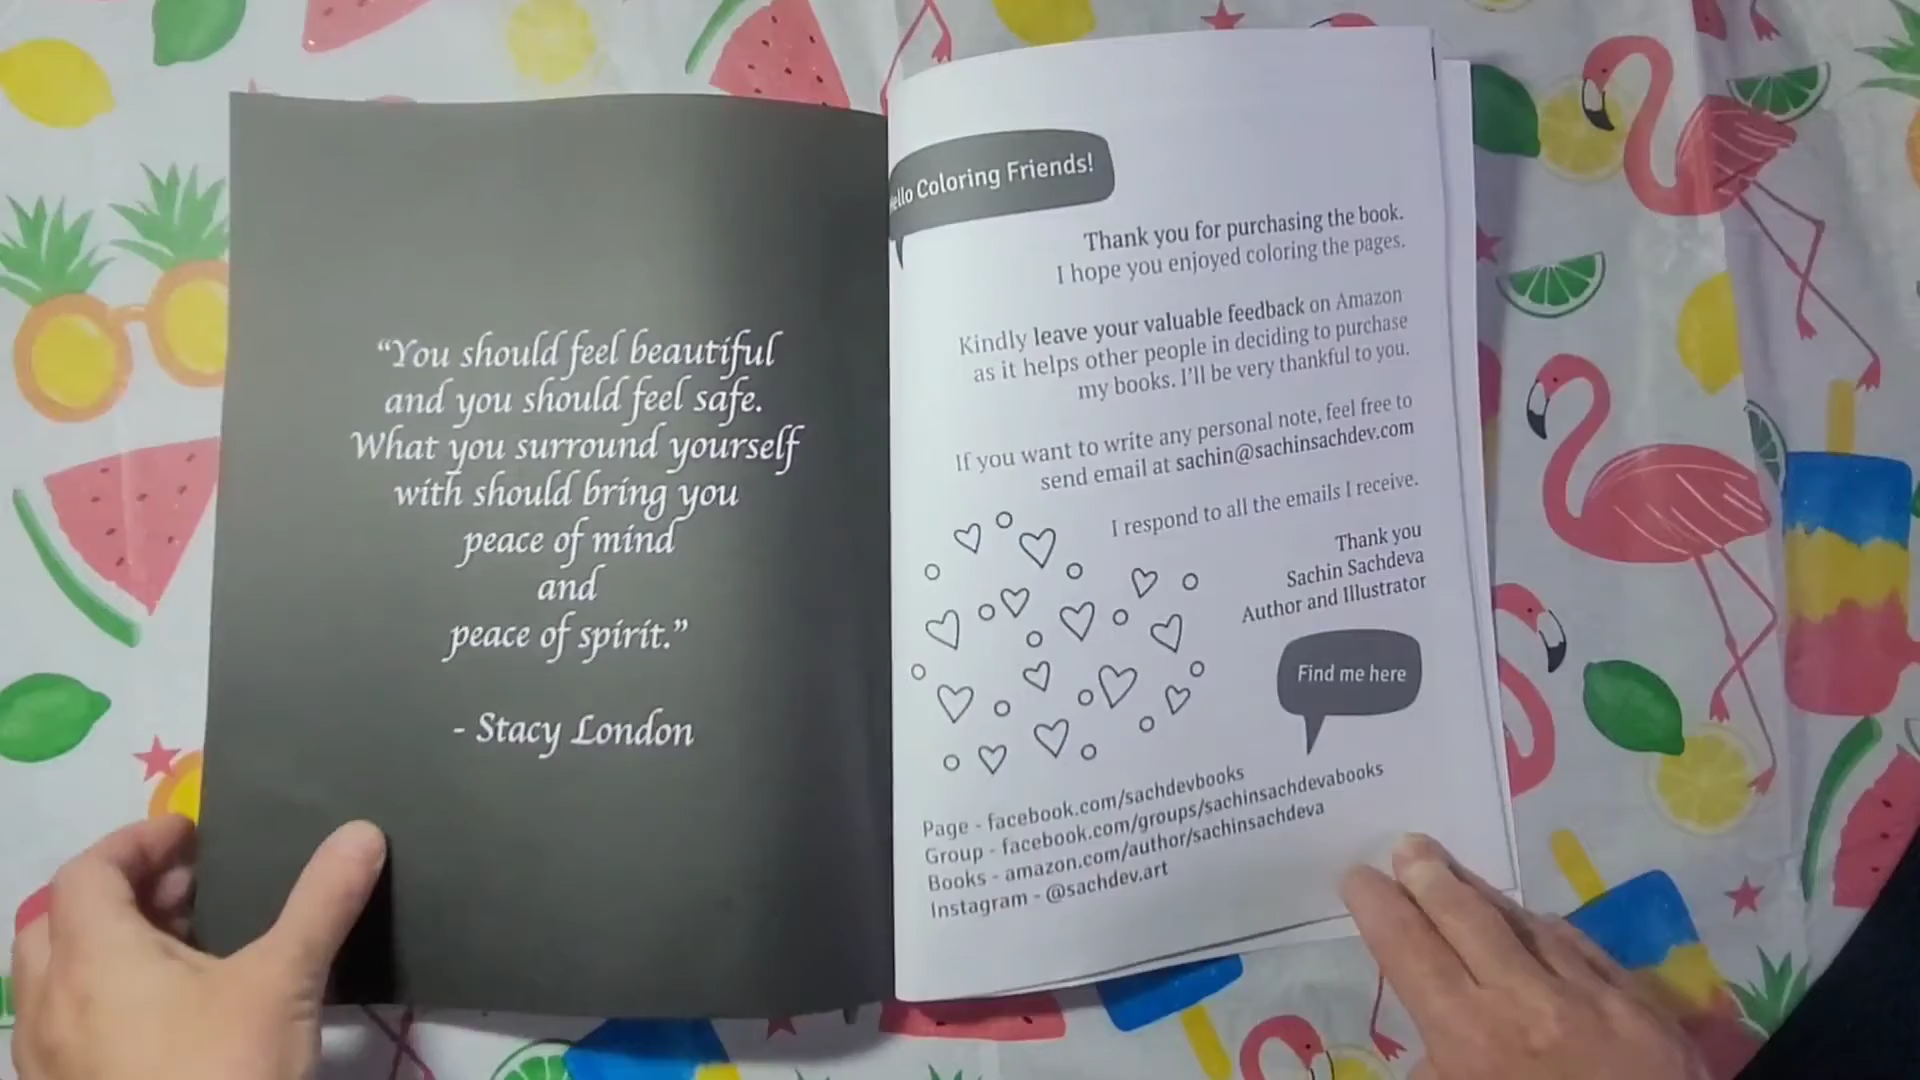 “You should feel beautiful
and you should feel safe.
What you surround yourself
with should bring you
peace of mind
and
peace of spirit.”
- Stacy London
Coloring Friends!
Thank you for purchasing the book.
I hope you enjoyed coloring the pages.
Kindly leave your valuable feedback on Amazon
as it helps other people in deciding to purchase
my books. I’ll be very thankful to you.
If you want to write any personal note, feel free to
send email at sachin@sachinsachdev.com
I respond to all the emails I receive.
Thank you
Sachin Sachdeva
Author and Illustrator
Find me here
Page - facebook.com/sachdevbooks
Group - facebook.com/groups/sachinsachdevabooks
Books - amazon.com/author/sachinsachdeva
Instagram - @sachdev.art